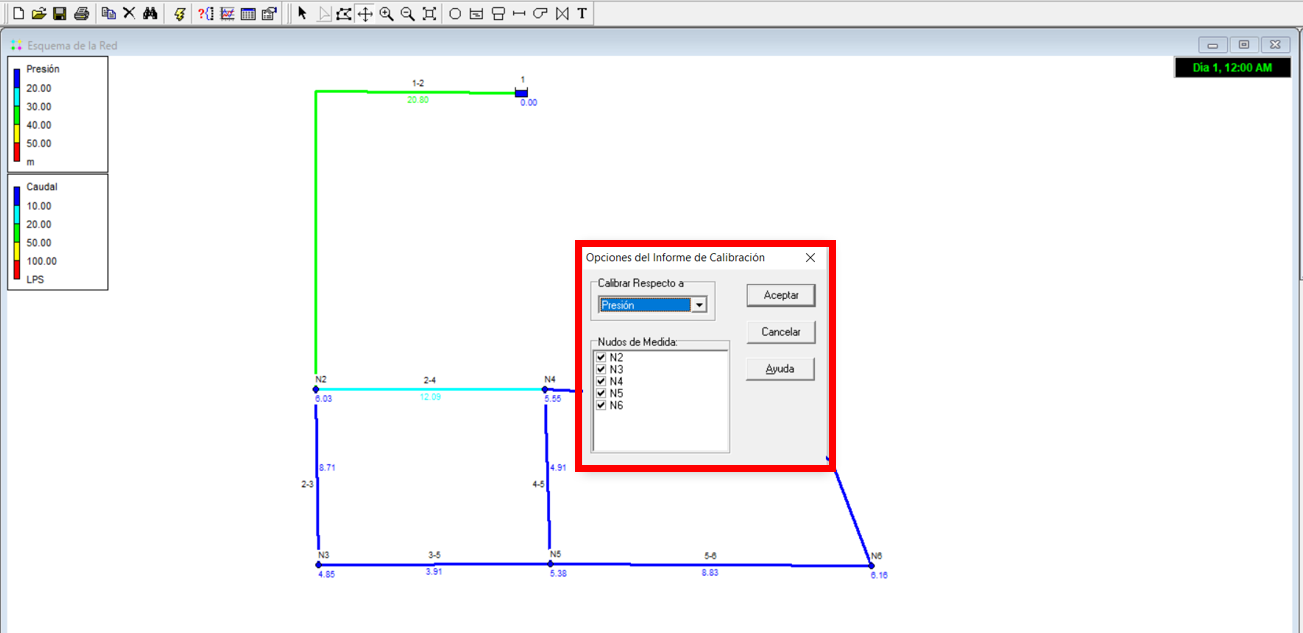 T
Esquema de la Red
Dia 1, 12:00 AM
Presión
20.00
30.00
40.00
50.00
m
Caudal
10.00
20.00
50.00
100.00
LPS
1-2
20.80
1
0.00
Opciones del Informe de Calibración
Calibrar Respecto a
Presión
Aceptar
Cancelar
Ayuda
Nudos de Medida:
N2
N3
N4
N5
N6
N2
6.03
2-4
12.09
N4
5.55
8.71
2-3
4.91
4-5
N3
4.85
3-5
3.91
N5
5.38
5-6
8.83
N6
6.16